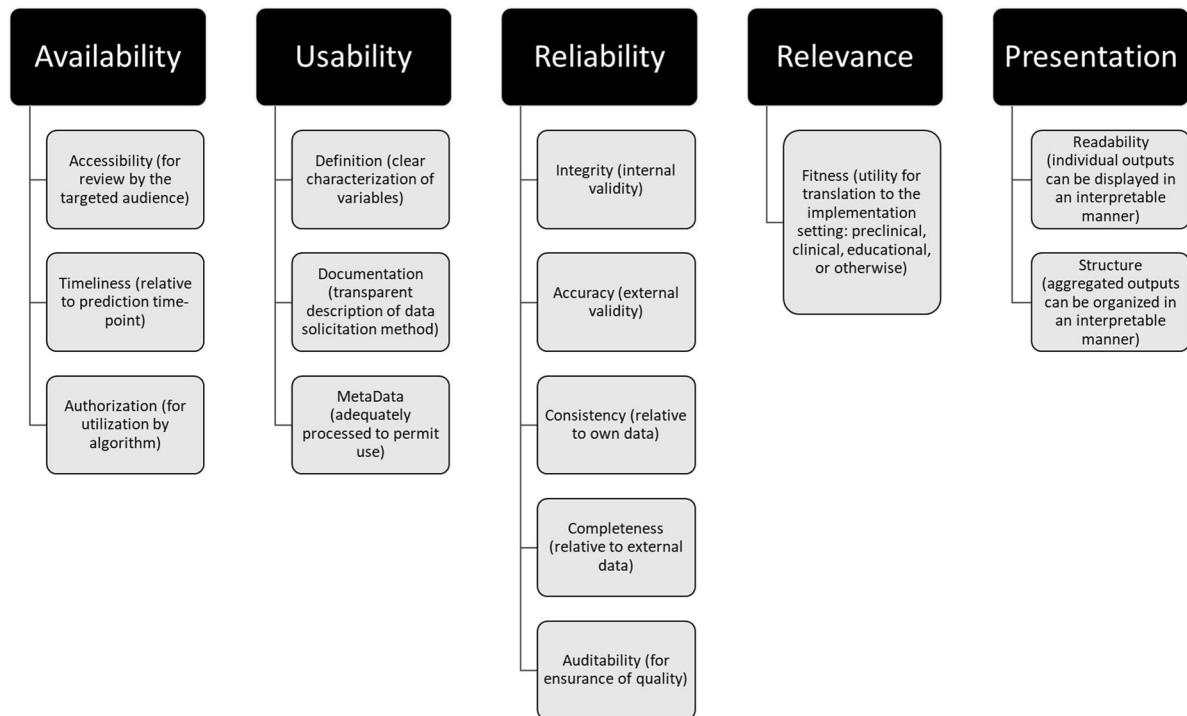 Availability
Accessibility (for
review by the
targeted audience)
Timeliness (relative
to prediction time-
point)
Authorization (for
utilization by
algorithm)
Usability
Definition (clear
characterization of
variables)
Documentation
(transparent
description of data
solicitation method)
MetaData
(adequately
processed to permit
use)
Reliability
Integrity (internal
validity)
Accuracy (external
validity)
Consistency (relative
to own data)
Completeness
(relative to external
data)
Auditability (for
ensurance of quality)
Relevance
Fitness (utility for
translation to the
implementation
setting: preclinical,
clinical, educational,
or otherwise)
Presentation
Readability
(individual outputs
can be displayed in
an interpretable
manner)
Structure
(aggregated outputs
can be organized in
an interpretable
manner)